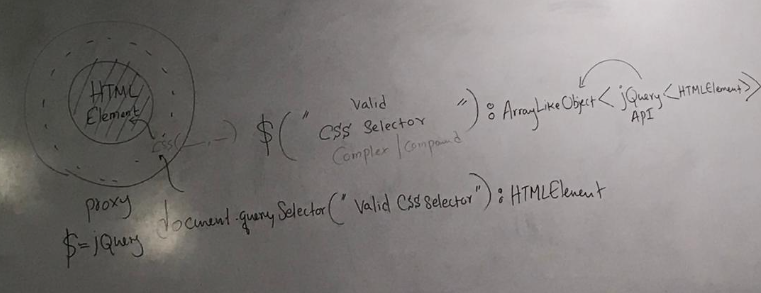 HTML
Element
css( — , — )
$(" Valid
CSS Selector
Complex | Compound
") : ArrayLikeObject< jQuery <HTMLElement>>
API
proxy
$ = jQuery
document.querySelector(" Valid CSS Selector") : HTMLElement